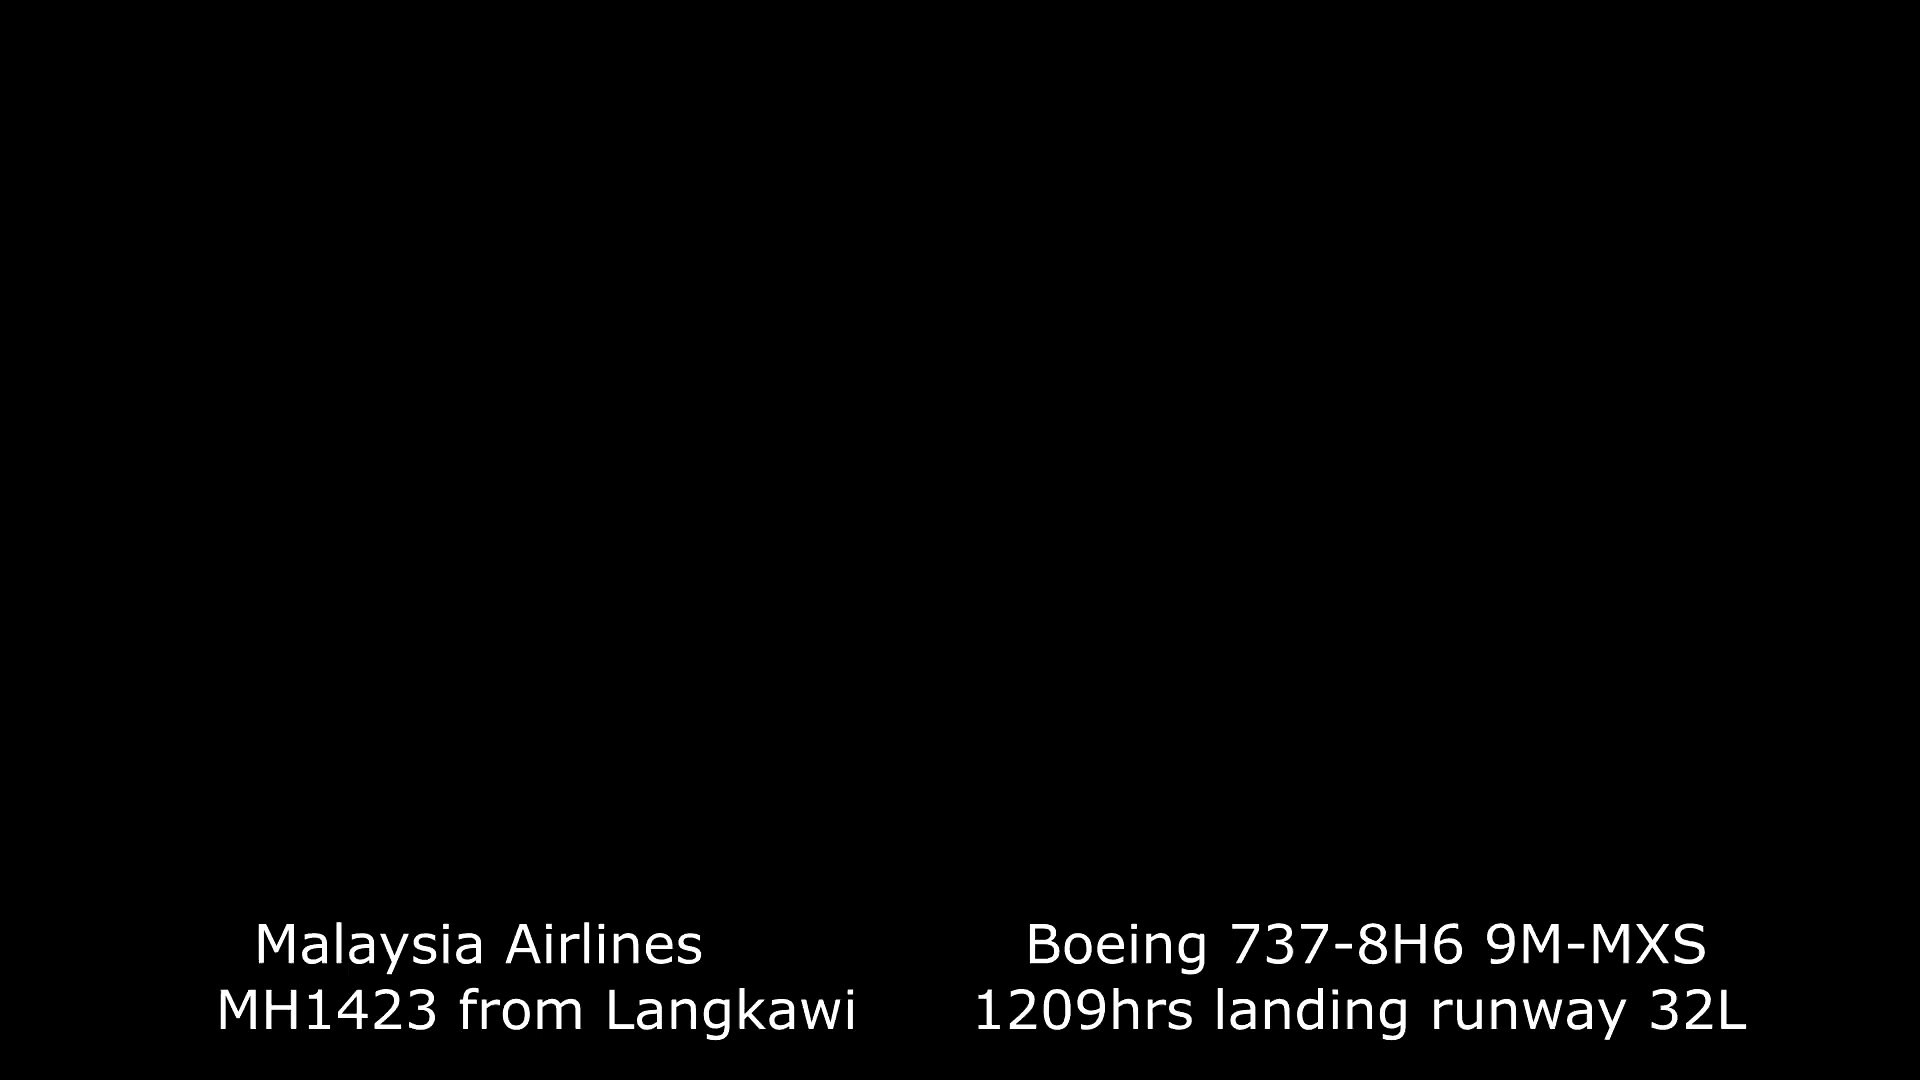 Malaysia Airlines
MH1423 from Langkawi
Boeing 737-8H6 9M-MXS
1209hrs landing runway 32L